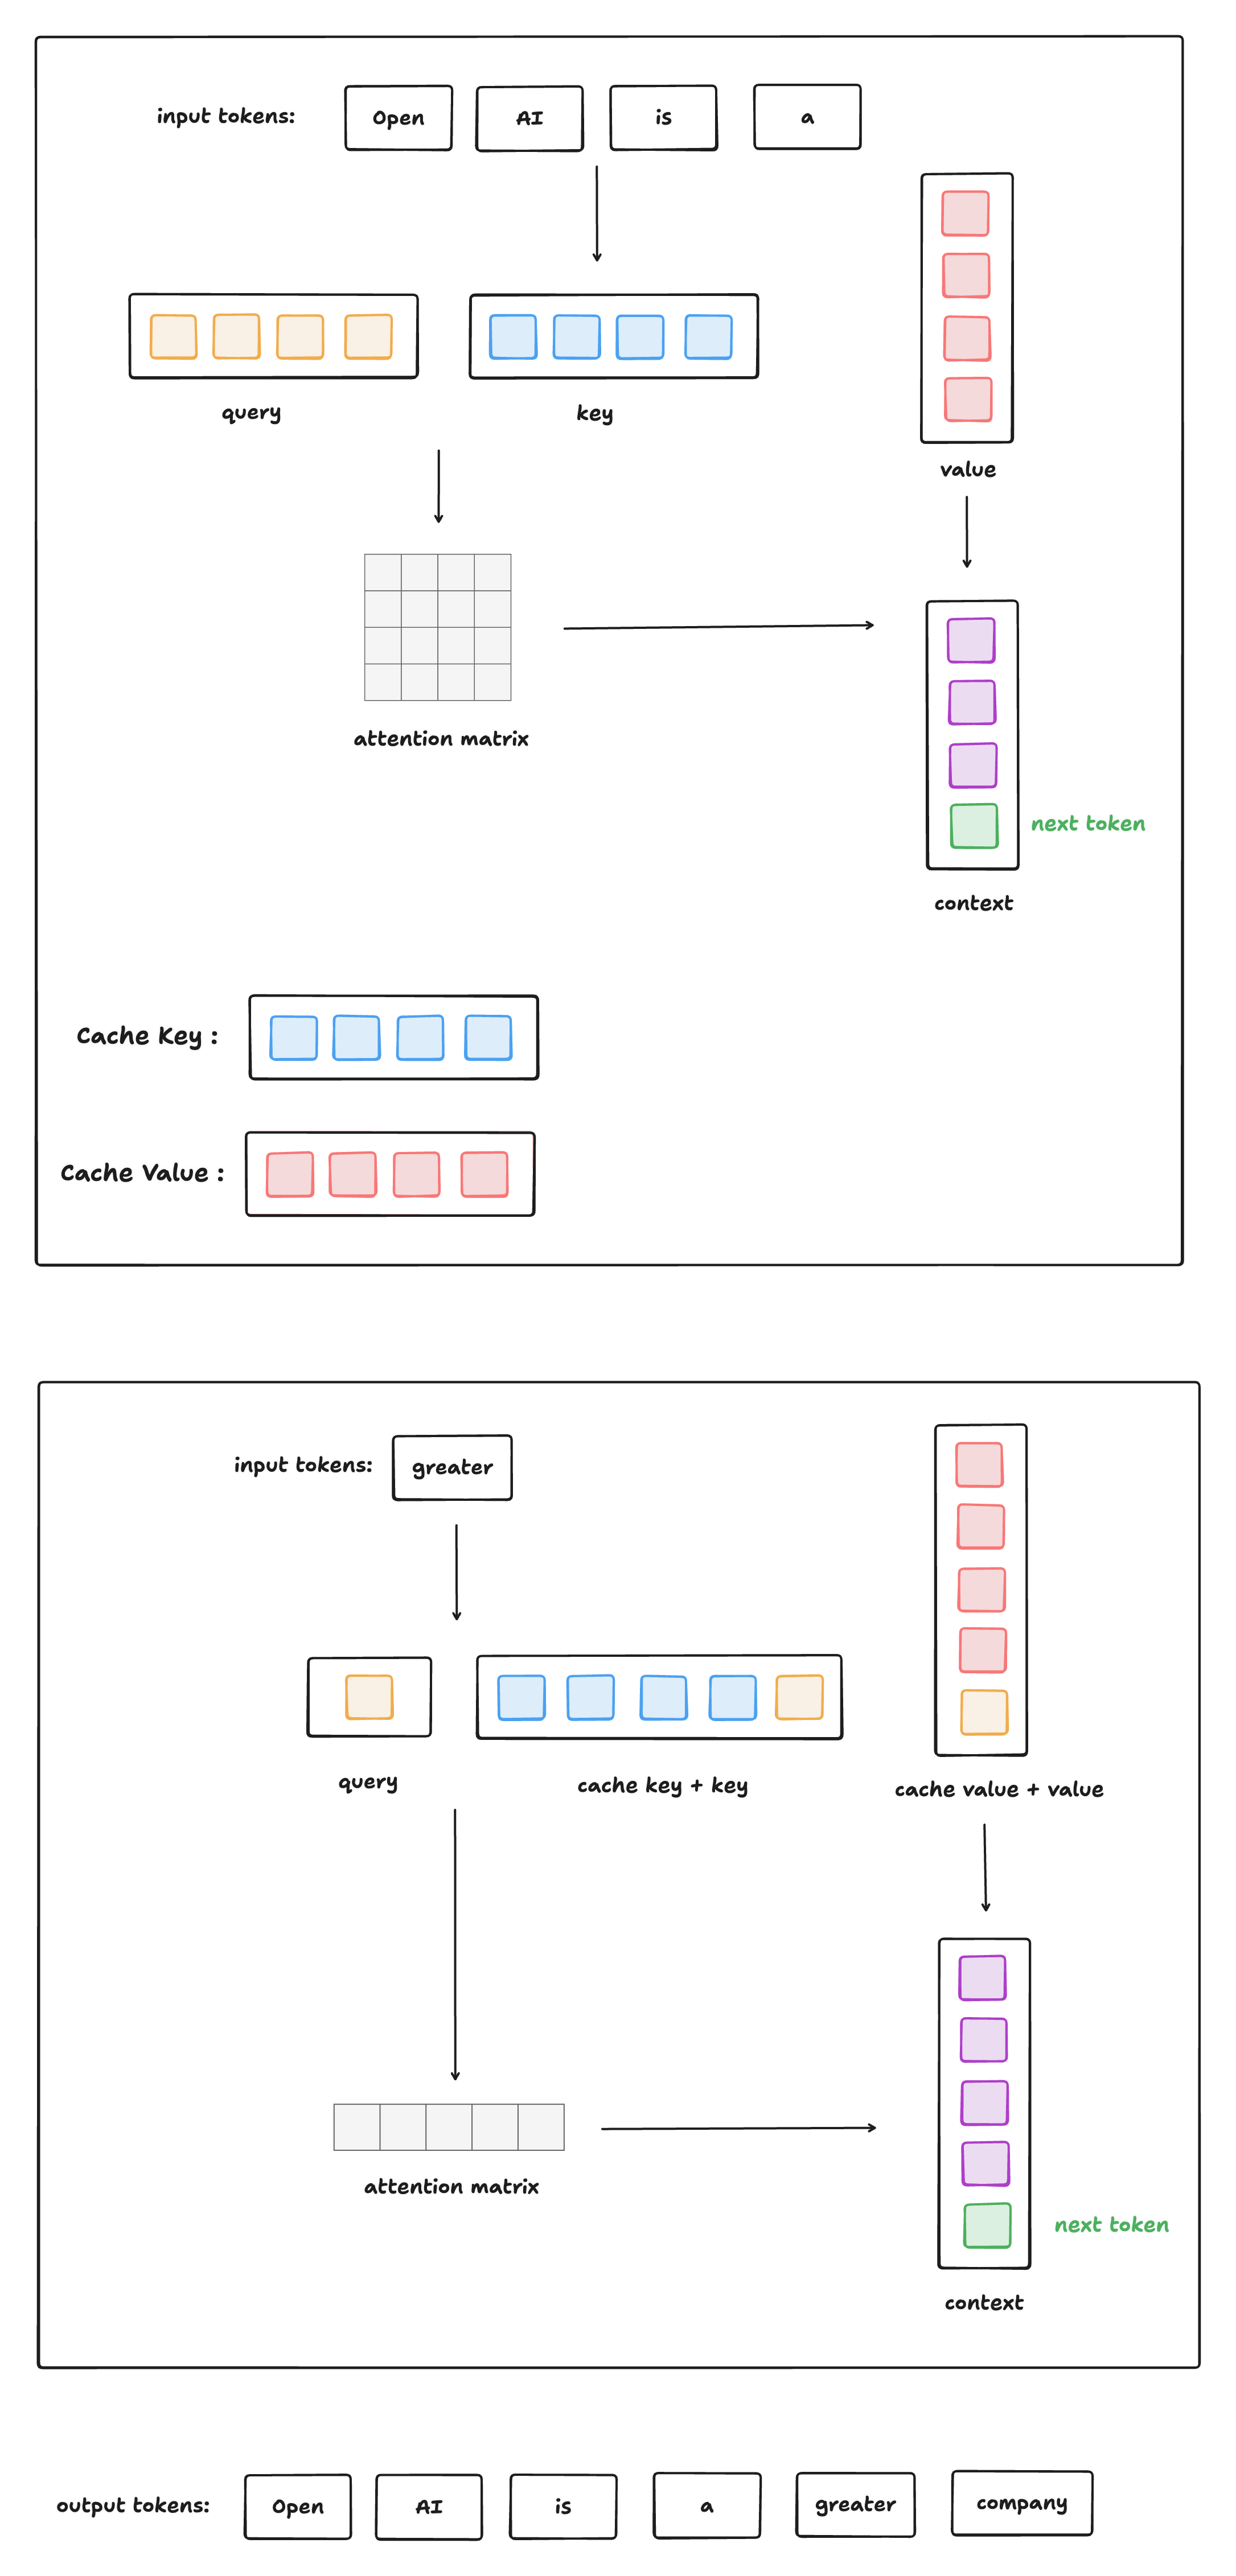 input tokens: Open AI is a
query key
value
attention matrix
next token
context
Cache Key :
Cache Value :
input tokens: greater
query cache key + key cache value + value
attention matrix
next token
context
output tokens: Open AI is a greater company